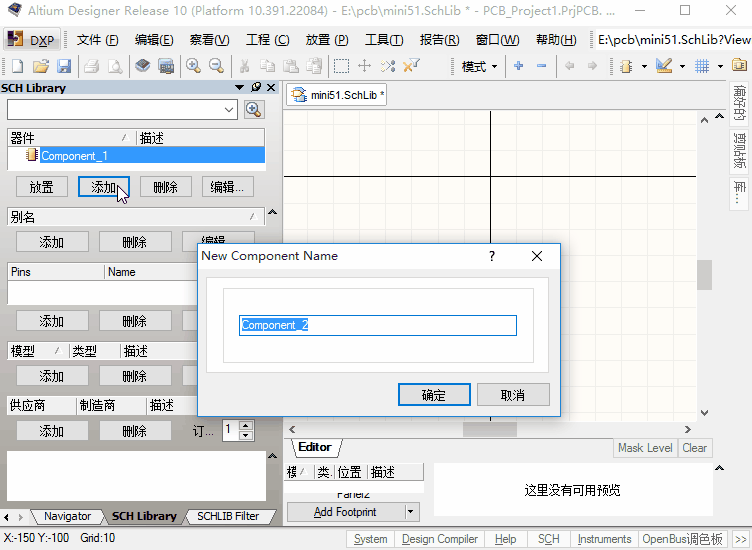 Altium Designer Release 10 (Platform 10.391.22084) - E:\pcb\mini51.SchLib * - PCB_Project1.PrjPCB. ...
DXP 文件 (F) 编辑(E) 察看(V) 工程 (C) 放置 (P) 工具(T) 报告(R) 窗口(W) 帮助(H) E:\pcb\mini51.SchLib?View
模式
SCH Library
mini51.SchLib *
偏好的
剪贴板
库...
器件 / 描述
Component_1
放置 添加 删除 编辑...
别名 /
添加 删除 编辑
Pins Name
添加 删除
模型 / 类型 描述
添加 删除
供应商 制造商 描述
添加 删除 订... 1
New Component Name ?
Component_2
确定 取消
Editor
Mask Level Clear
模 / 类. 位置 描述
Panel2
Add Footprint
这里没有可用预览
Navigator SCH Library SCHLIB Filter
X:-150 Y:-100 Grid:10 System Design Compiler Help SCH Instruments OpenBus调色板 >>